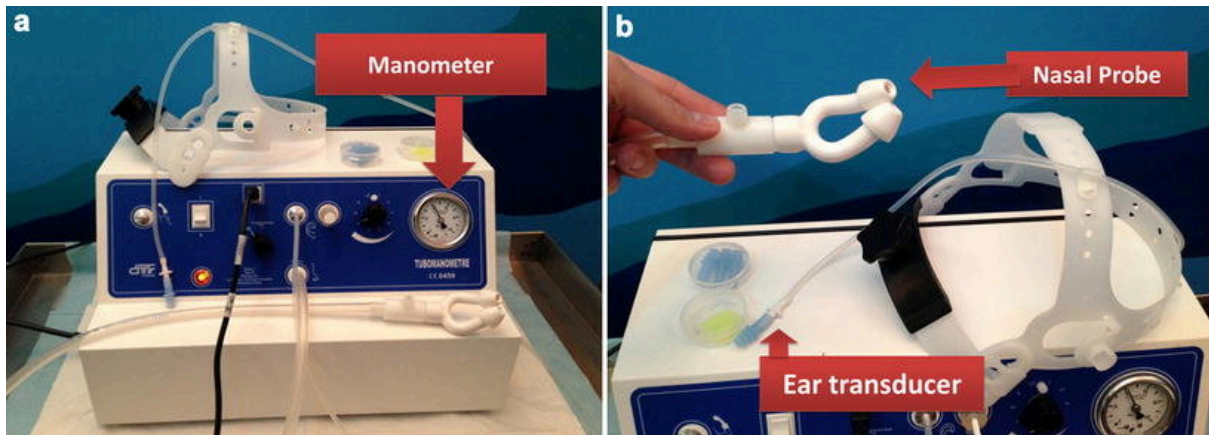 a
Manometer
TUBOMANOMETRE
CE 0459
b
Nasal Probe
Ear transducer